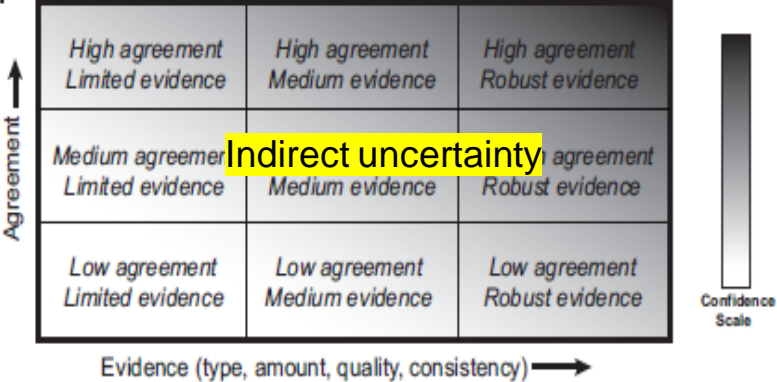 High agreement
Limited evidence
High agreement
Medium evidence
High agreement
Robust evidence
Agreement
Medium
Limited evidence
Indirect uncertainty
Medium evidence
agreement
Robust evidence
Low agreement
Limited evidence
Low agreement
Medium evidence
Low agreement
Robust evidence
Confidence
Scale
Evidence (type, amount, quality, consistency)